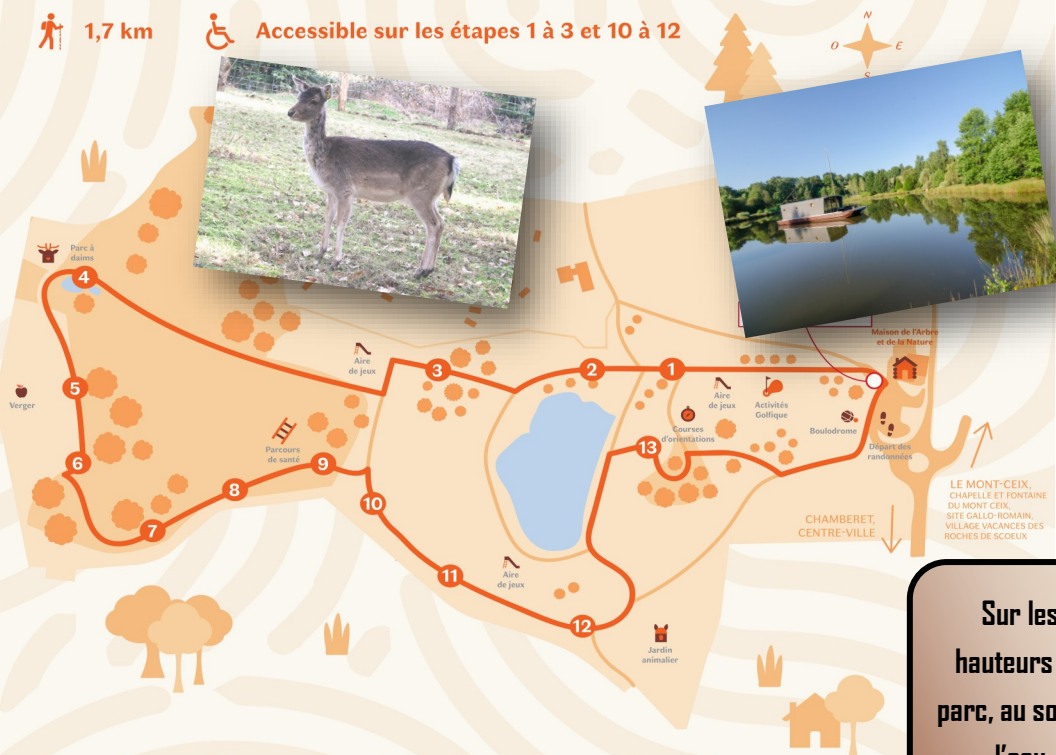 1,7 km
Accessible sur les étapes 1 à 3 et 10 à 12
N
O
E
S
Parc à
daims
4
Maison de l'Arbre
et de la Nature
Aire
de jeux
3
2
1
5
Verger
Aire
de jeux
Activités
Golfique
Courses
d'orientations
Boulodrome
Départ des
randonnées
13
Parcours
de santé
6
9
8
7
10
11
Aire
de jeux
12
Jardin
animalier
LE MONT-CEIX,
CHAPELLE ET FONTAINE
DU MONT CEIX,
SITE GALLO-ROMAIN,
VILLAGE VACANCES DES
ROCHES DE SCOEUX
CHAMBERET,
CENTRE-VILLE
Sur les
hauteurs
parc, au so
l'eau